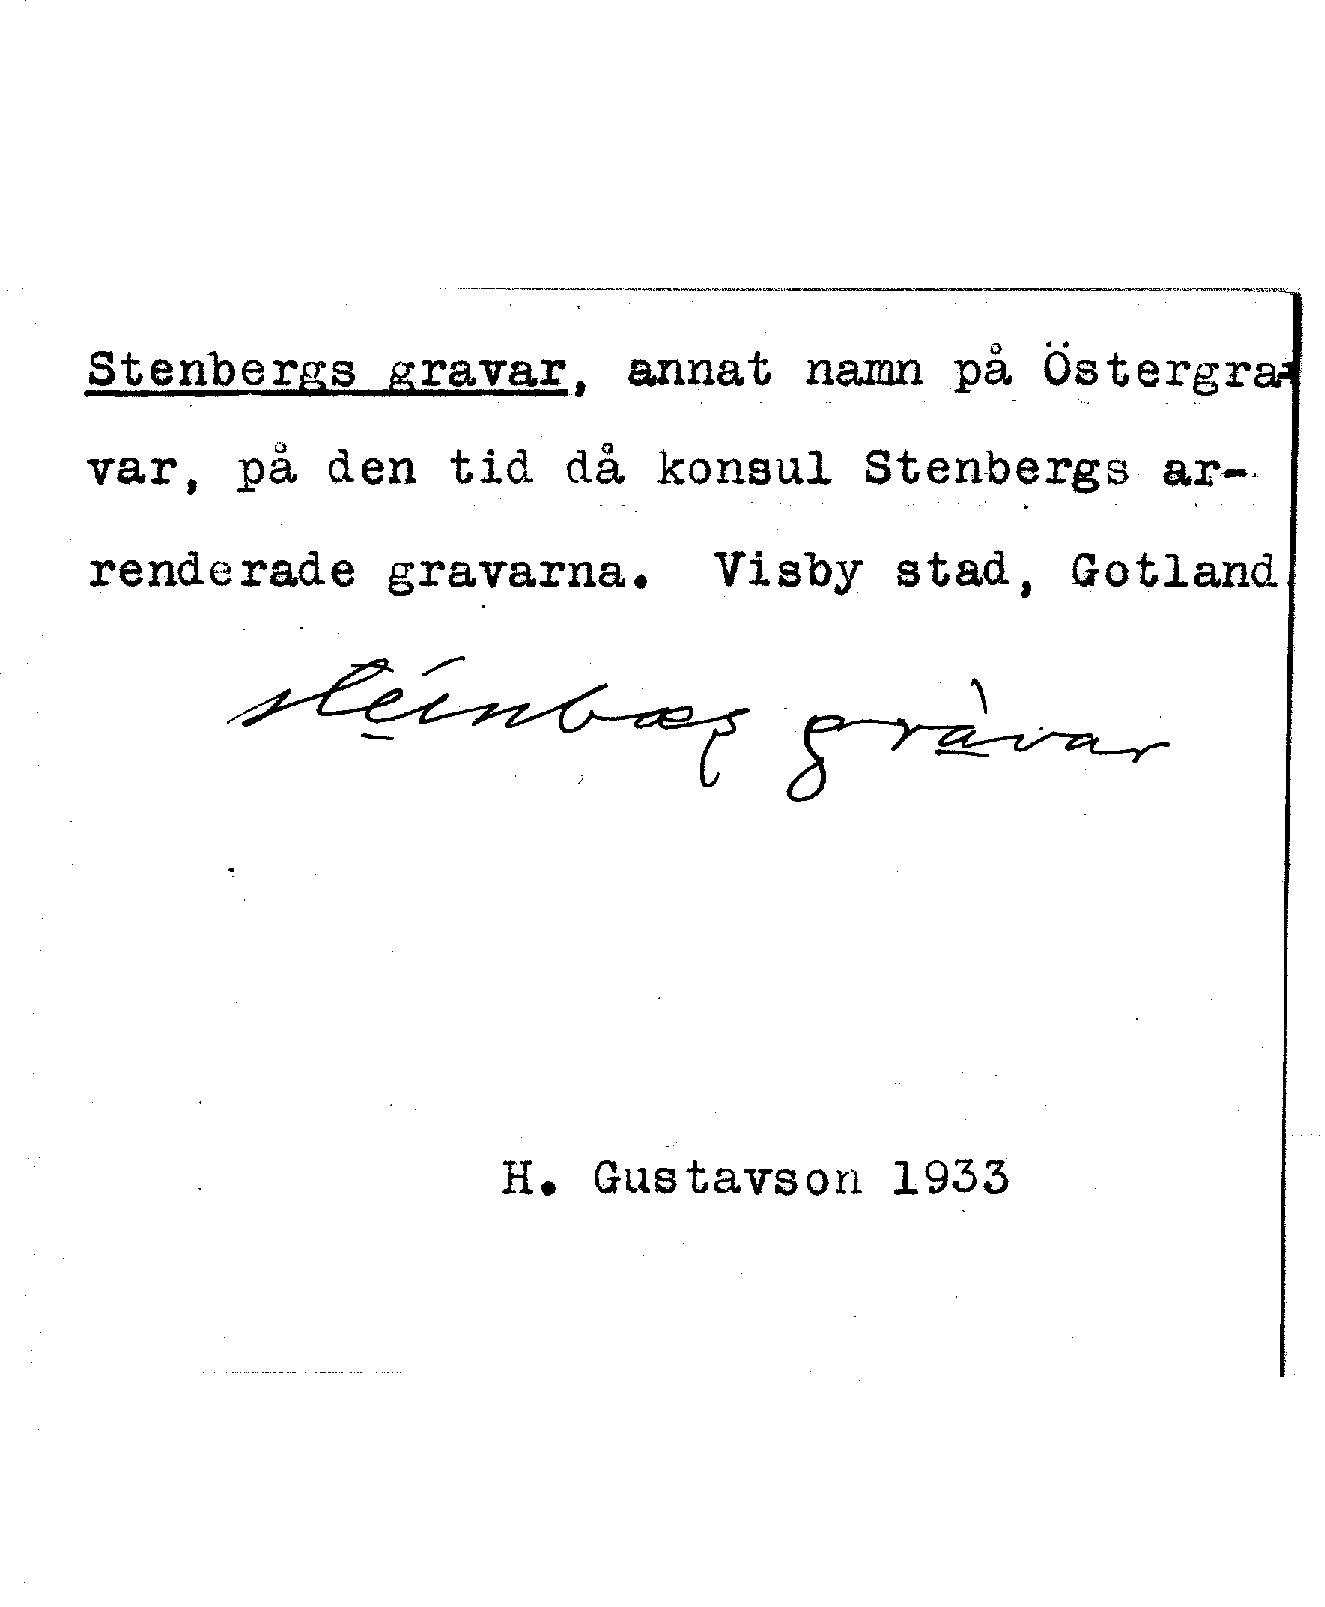 Stenbergs gravar, annat namn på Östergra-
var, på den tid då konsul Stenbergs ar-
renderade gravarna. Visby stad, Gotland
gràvar
H. Gustavson 1933